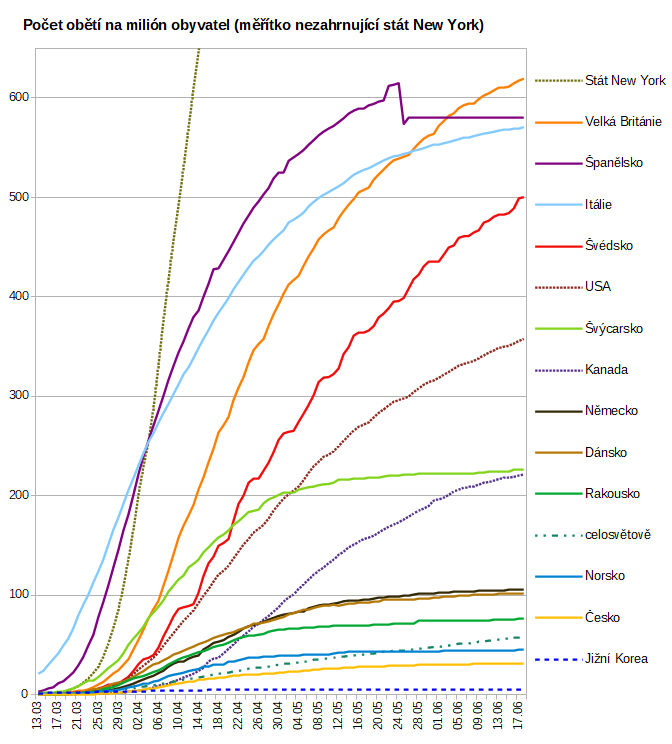 Počet obětí na milión obyvatel (měřítko nezahrnující stát New York)
600
500
400
300
200
100
0
13.03
17.03
21.03
25.03
29.03
02.04
06.04
10.04
14.04
18.04
22.04
26.04
30.04
04.05
08.05
12.05
16.05
20.05
24.05
28.05
01.06
05.06
09.06
13.06
17.06
Stát New York
Velká Británie
Španělsko
Itálie
Švédsko
USA
Švýcarsko
Kanada
Německo
Dánsko
Rakousko
celosvětově
Norsko
Česko
Jižní Korea